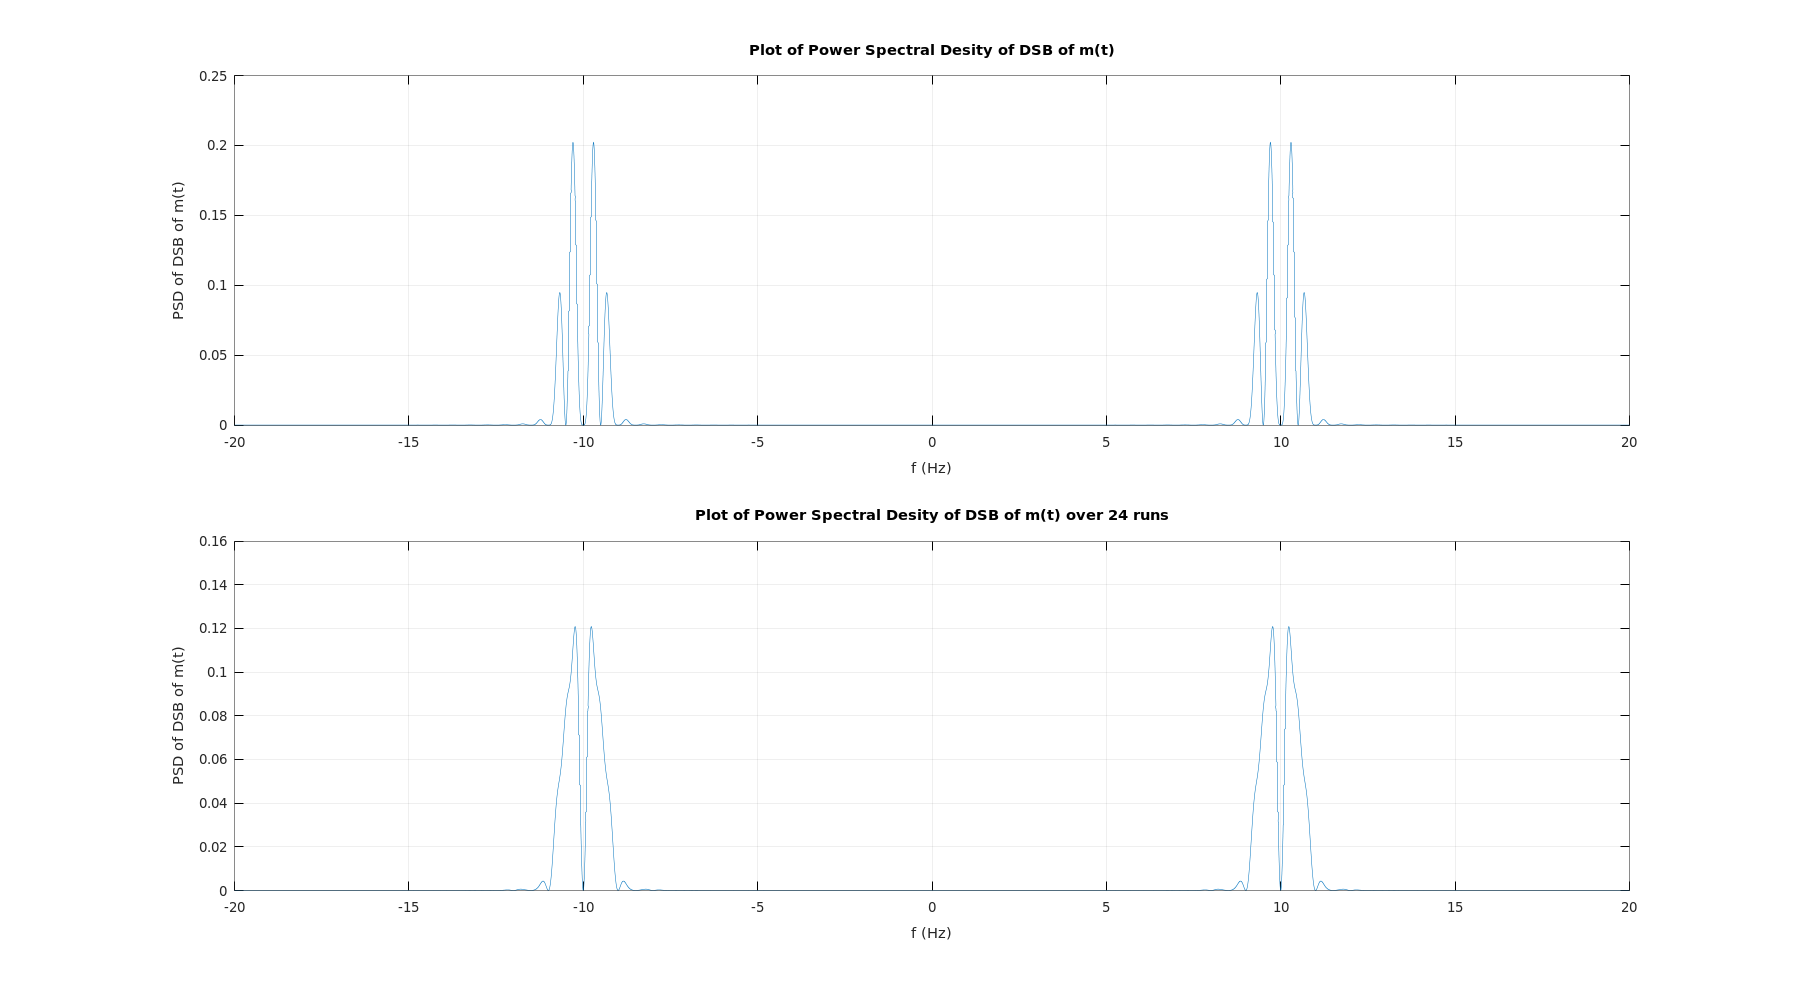 Plot of Power Spectral Desity of DSB of m(t)
PSD of DSB of m(t)
0.25
0.2
0.15
0.1
0.05
0
-20 -15 -10 -5 0 5 10 15 20
f (Hz)
Plot of Power Spectral Desity of DSB of m(t) over 24 runs
PSD of DSB of m(t)
0.16
0.14
0.12
0.1
0.08
0.06
0.04
0.02
0
-20 -15 -10 -5 0 5 10 15 20
f (Hz)